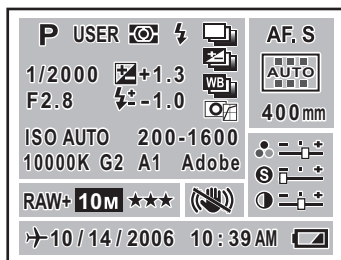 P USER AF.S
1/2000 +1.3 AUTO
F2.8 -1.0 WB
400mm
ISO AUTO 200-1600
10000K G2 A1 Adobe
S
RAW+ 10M ★★★
10/14/2006 10:39AM